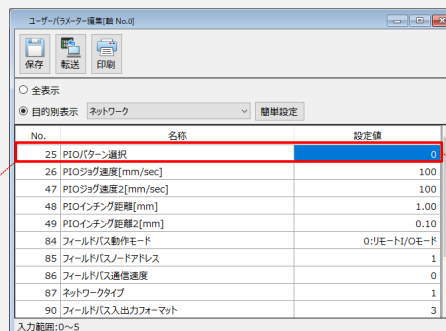 ユーザーパラメーター編集[軸 No.0]
保存 転送 印刷
全表示
目的別表示 ネットワーク 簡単設定
No. 名称 設定値
25 PIOパターン選択 0
26 PIOジョグ速度[mm/sec] 100
47 PIOジョグ速度2[mm/sec] 100
48 PIOインチング距離[mm] 1.00
49 PIOインチング距離2[mm] 0.10
84 フィールドバス動作モード 0:リモートI/Oモード
85 フィールドバスノードアドレス 1
86 フィールドバス通信速度 0
87 ネットワークタイプ 1
90 フィールドバス入出力フォーマット 3
入力範囲:0～5